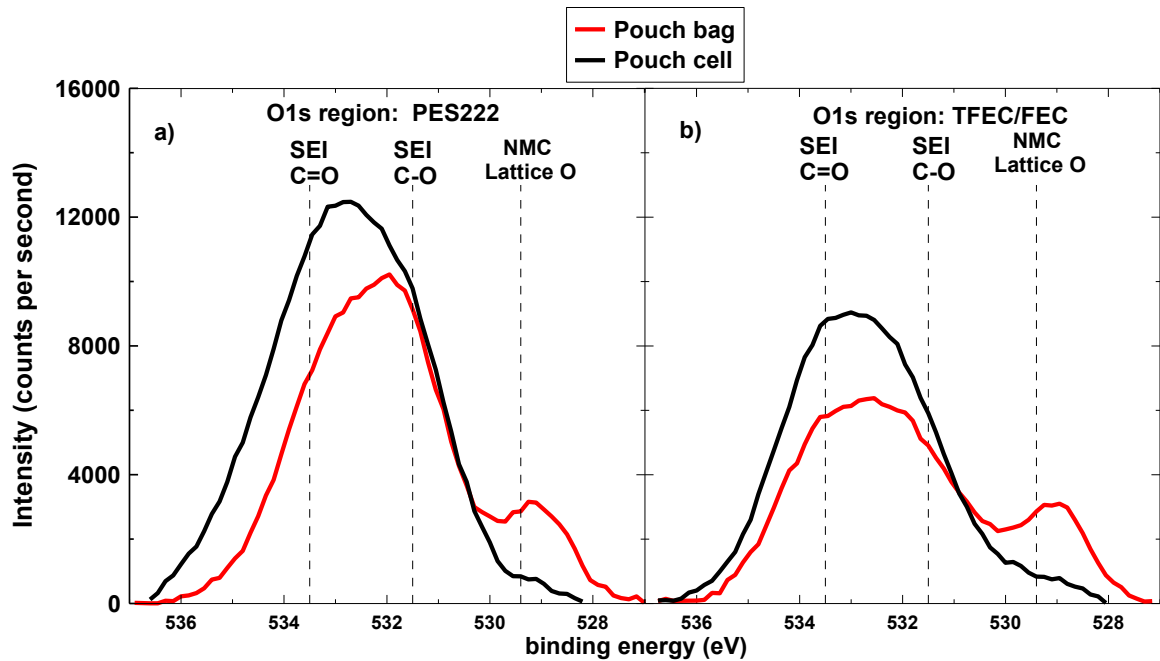 Pouch bag
Pouch cell
16000
12000
8000
4000
0
Intensity (counts per second)
a)
O1s region: PES222
SEI
C=O
SEI
C-O
NMC
Lattice O
536
534
532
530
528
b)
O1s region: TFEC/FEC
SEI
C=O
SEI
C-O
NMC
Lattice O
536
534
532
530
528
binding energy (eV)